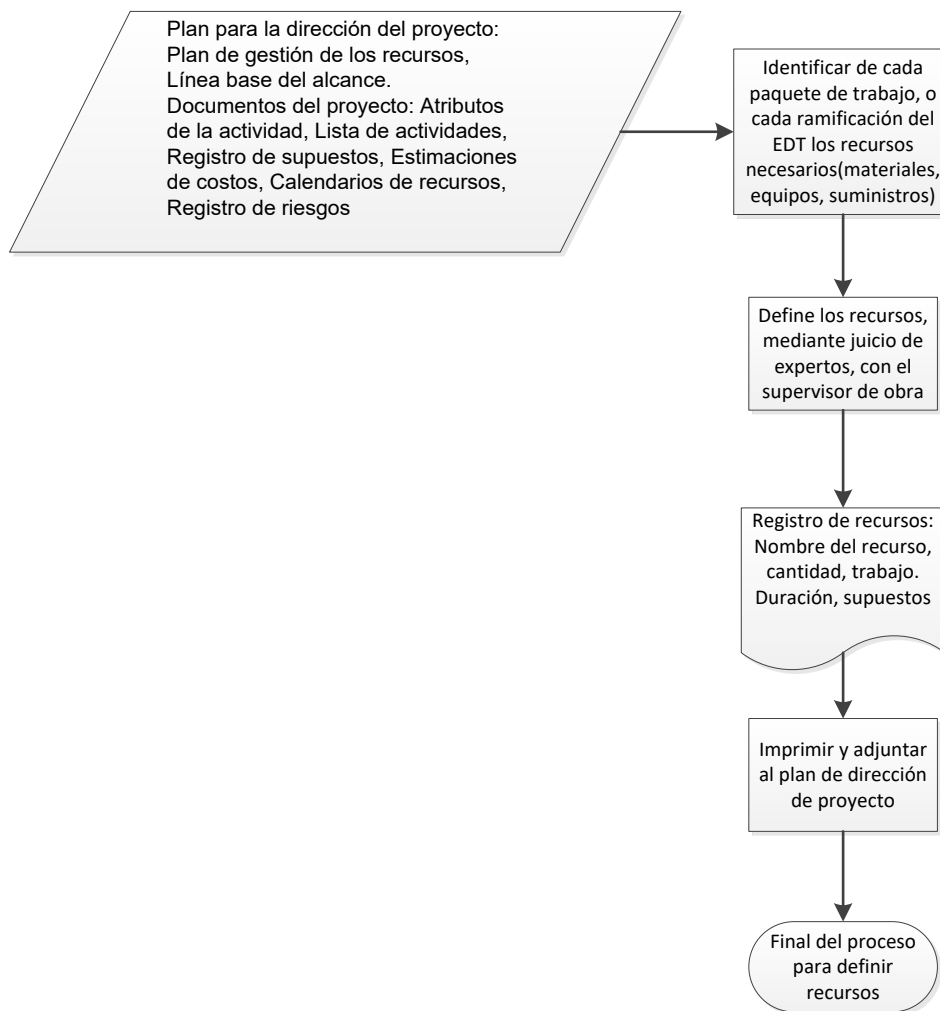 Plan para la dirección del proyecto:
Plan de gestión de los recursos,
Línea base del alcance.
Documentos del proyecto: Atributos
de la actividad, Lista de actividades,
Registro de supuestos, Estimaciones
de costos, Calendarios de recursos,
Registro de riesgos
Identificar de cada
paquete de trabajo, o
cada ramificación del
EDT los recursos
necesarios(materiales,
equipos, suministros)
Define los recursos,
mediante juicio de
expertos, con el
supervisor de obra
Registro de recursos:
Nombre del recurso,
cantidad, trabajo.
Duración, supuestos
Imprimir y adjuntar
al plan de dirección
de proyecto
Final del proceso
para definir
recursos